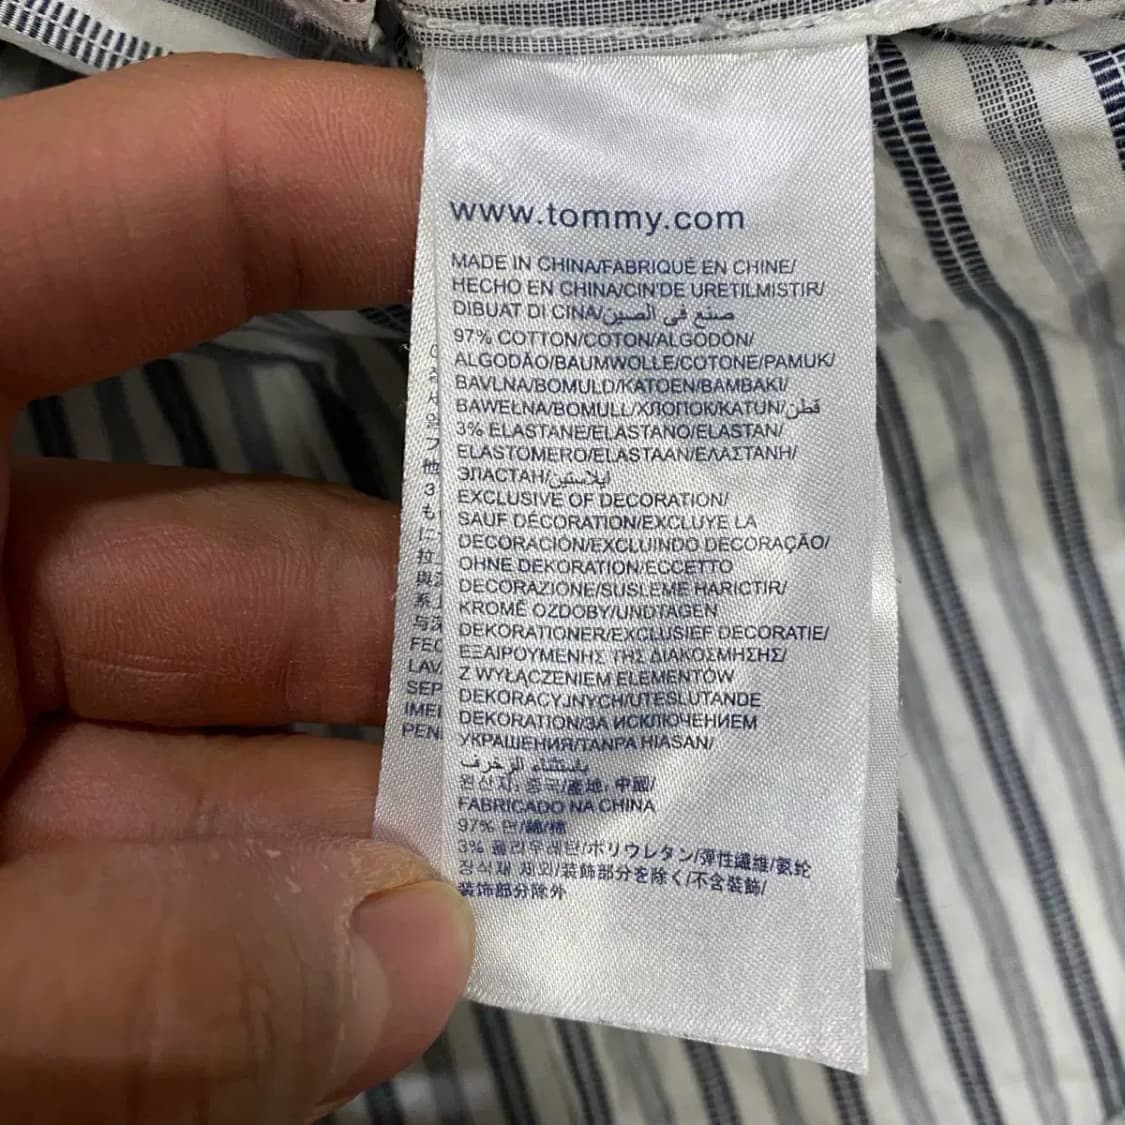 www.tommy.com
MADE IN CHINA/FABRIQUÉ EN CHINE/
HECHO EN CHINA/CIN'DE URETILMISTIR/
DIBUAT DI CINA/صنع في الصين
97% COTTON/COTON/ALGODÓN/
ALGODÃO/BAUMWOLLE/COTONE/PAMUK/
BAVLNA/BOMULD/KATOEN/BAMBAKI/
BAWEŁNA/BOMULL/ХЛОПОК/KATUN/قطن
3% ELASTANE/ELASTANO/ELASTAN/
ELASTOMERO/ELASTAAN/ΕΛΑΣΤΑΝΗ/
ЭЛАСТАН/ايلاستين
EXCLUSIVE OF DECORATION/
SAUF DÉCORATION/EXCLUYE LA
DECORACIÓN/EXCLUINDO DECORAÇÃO/
OHNE DEKORATION/ECCETTO
DECORAZIONE/SUSLEME HARICTIR/
KROMĚ OZDOBY/UNDTAGEN
DEKORATIONER/EXCLUSIEF DECORATIE/
ΕΞΑΙΡΟΥΜΕΝΗΣ ΤΗΣ ΔΙΑΚΟΣΜΗΣΗΣ/
Z WYŁĄCZENIEM ELEMENTÓW
DEKORACYJNYCH/UTESLUTANDE
DEKORATION/ЗА ИСКЛЮЧЕНИЕМ
УКРАШЕНИЯ/TANPA HIASAN/
باستثناء الزخرف
원산지: 중국/產地: 中國/
FABRICADO NA CHINA
97% 면/綿/棉
3% 폴리우레탄/ポリウレタン/彈性纖維/氨纶
장식재 제외/装飾部分を除く/不含裝飾/
装饰部分除外